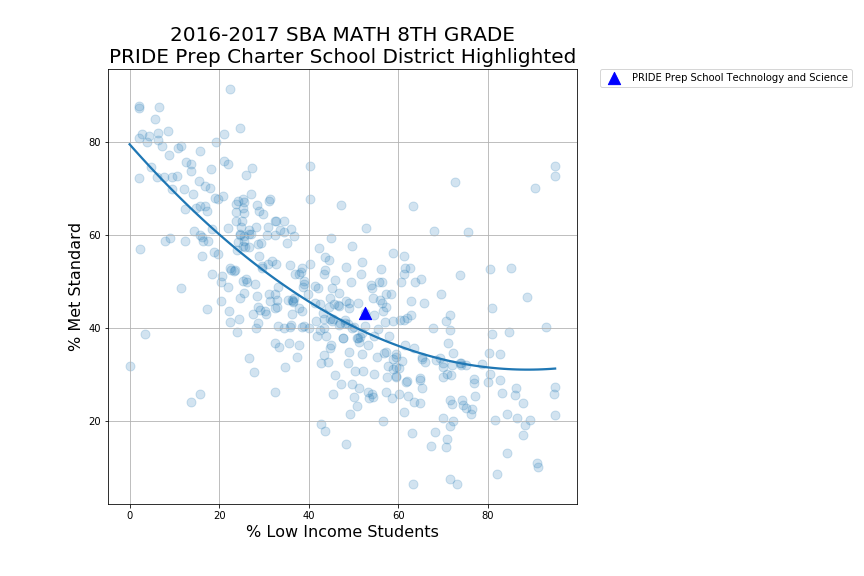 2016-2017 SBA MATH 8TH GRADE
PRIDE Prep Charter School District Highlighted
PRIDE Prep School Technology and Science
% Met Standard
80
60
40
20
0 20 40 60 80
% Low Income Students